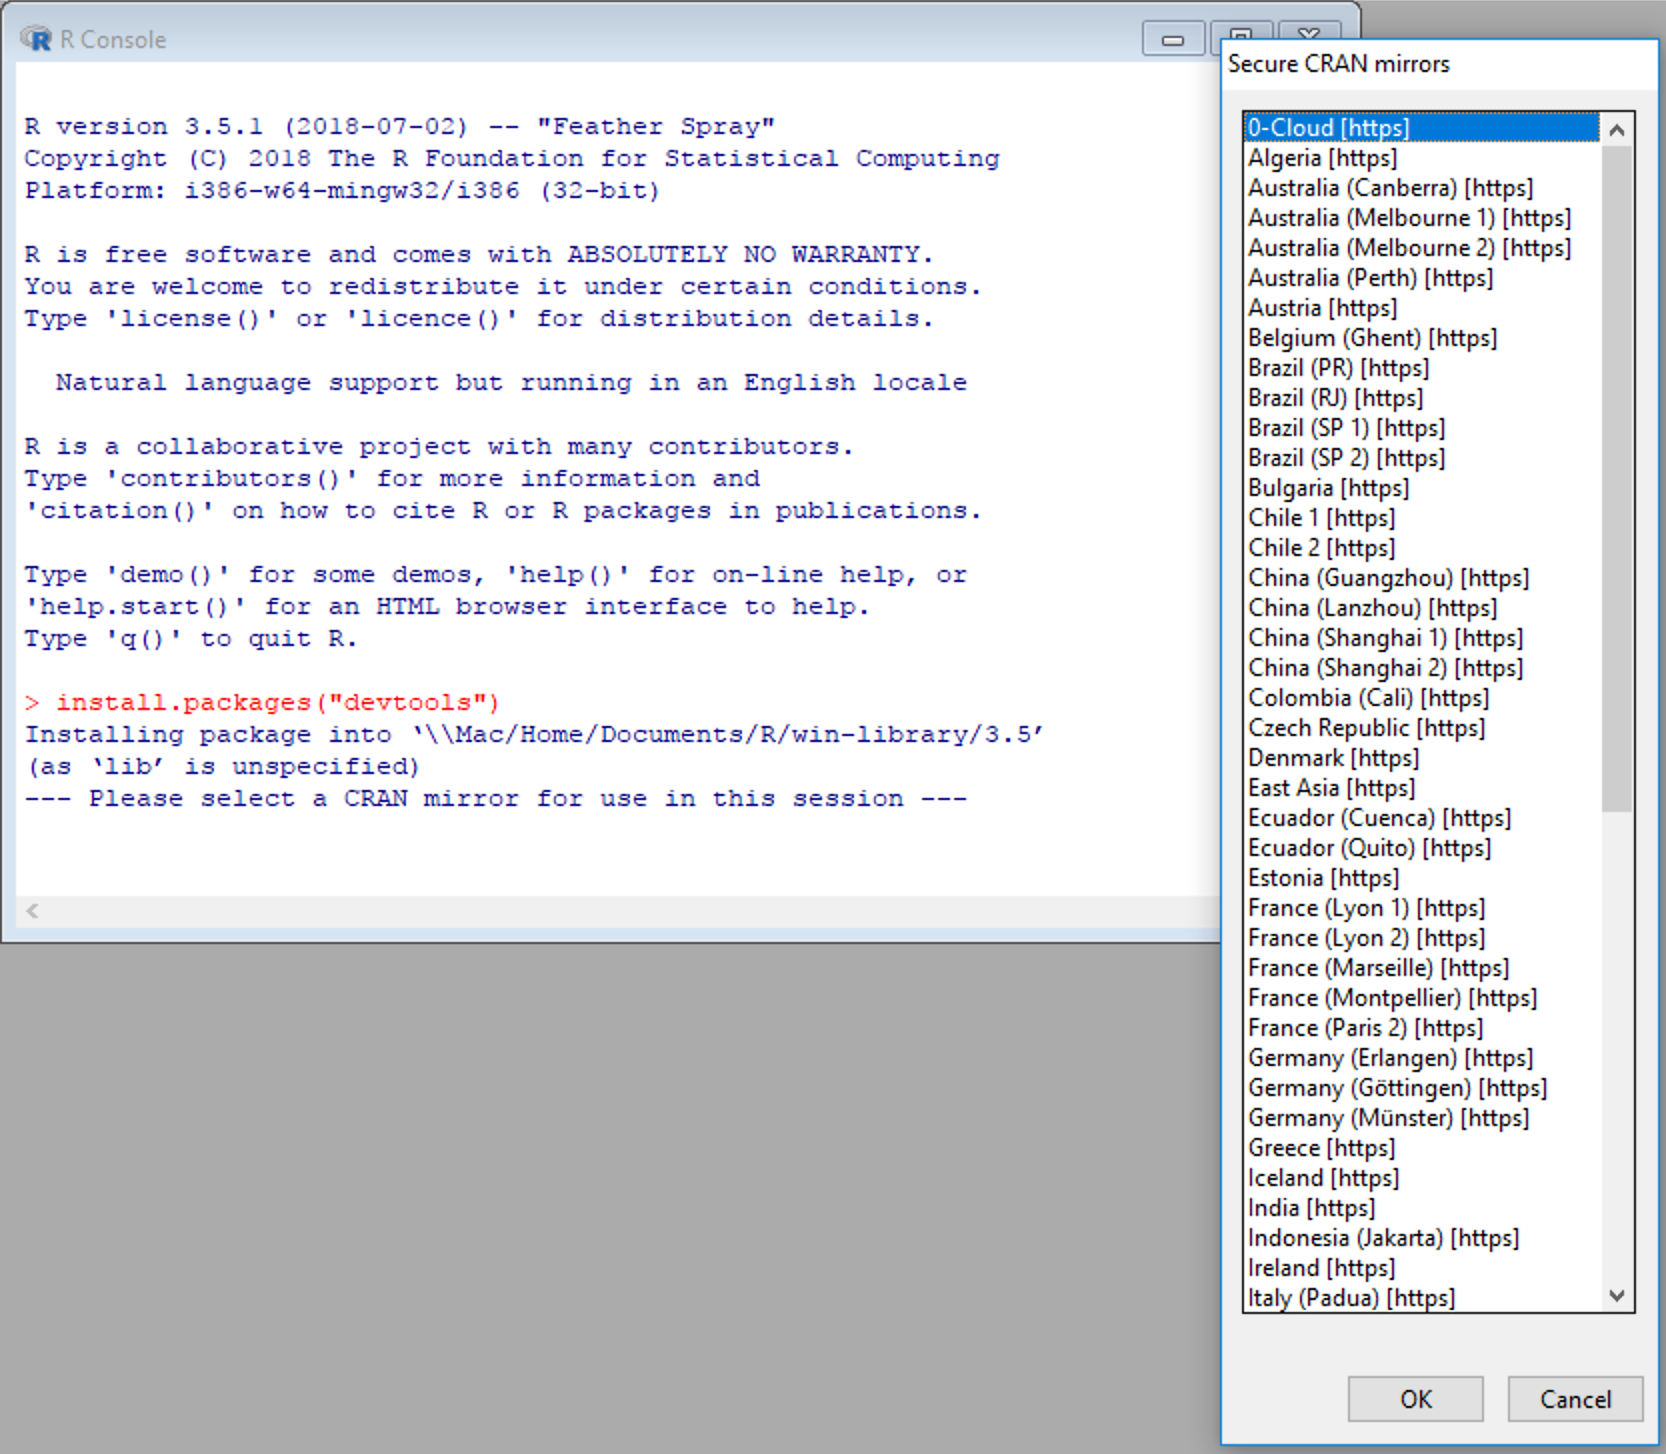 R Console
R version 3.5.1 (2018-07-02) -- "Feather Spray"
Copyright (C) 2018 The R Foundation for Statistical Computing
Platform: i386-w64-mingw32/i386 (32-bit)
R is free software and comes with ABSOLUTELY NO WARRANTY.
You are welcome to redistribute it under certain conditions.
Type 'license()' or 'licence()' for distribution details.
Natural language support but running in an English locale
R is a collaborative project with many contributors.
Type 'contributors()' for more information and
'citation()' on how to cite R or R packages in publications.
Type 'demo()' for some demos, 'help()' for on-line help, or
'help.start()' for an HTML browser interface to help.
Type 'q()' to quit R.
> install.packages("devtools")
Installing package into ‘\\Mac/Home/Documents/R/win-library/3.5’
(as ‘lib’ is unspecified)
--- Please select a CRAN mirror for use in this session ---
Secure CRAN mirrors
0-Cloud [https]
Algeria [https]
Australia (Canberra) [https]
Australia (Melbourne 1) [https]
Australia (Melbourne 2) [https]
Australia (Perth) [https]
Austria [https]
Belgium (Ghent) [https]
Brazil (PR) [https]
Brazil (RJ) [https]
Brazil (SP 1) [https]
Brazil (SP 2) [https]
Bulgaria [https]
Chile 1 [https]
Chile 2 [https]
China (Guangzhou) [https]
China (Lanzhou) [https]
China (Shanghai 1) [https]
China (Shanghai 2) [https]
Colombia (Cali) [https]
Czech Republic [https]
Denmark [https]
East Asia [https]
Ecuador (Cuenca) [https]
Ecuador (Quito) [https]
Estonia [https]
France (Lyon 1) [https]
France (Lyon 2) [https]
France (Marseille) [https]
France (Montpellier) [https]
France (Paris 2) [https]
Germany (Erlangen) [https]
Germany (Göttingen) [https]
Germany (Münster) [https]
Greece [https]
Iceland [https]
India [https]
Indonesia (Jakarta) [https]
Ireland [https]
Italy (Padua) [https]
OK
Cancel